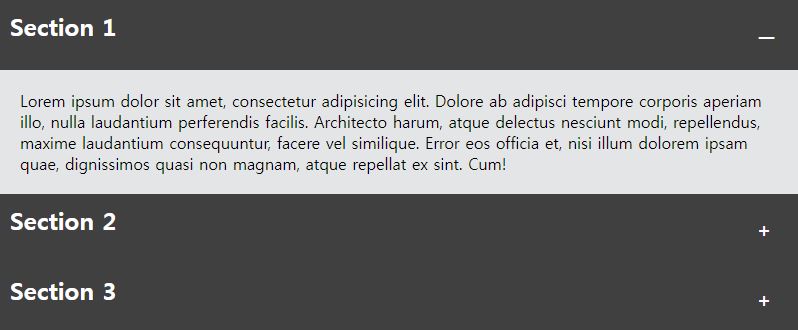 Section 1
—
Lorem ipsum dolor sit amet, consectetur adipisicing elit. Dolore ab adipisci tempore corporis aperiam
illo, nulla laudantium perferendis facilis. Architecto harum, atque delectus nesciunt modi, repellendus,
maxime laudantium consequuntur, facere vel similique. Error eos officia et, nisi illum dolorem ipsam
quae, dignissimos quasi non magnam, atque repellat ex sint. Cum!
Section 2
+
Section 3
+